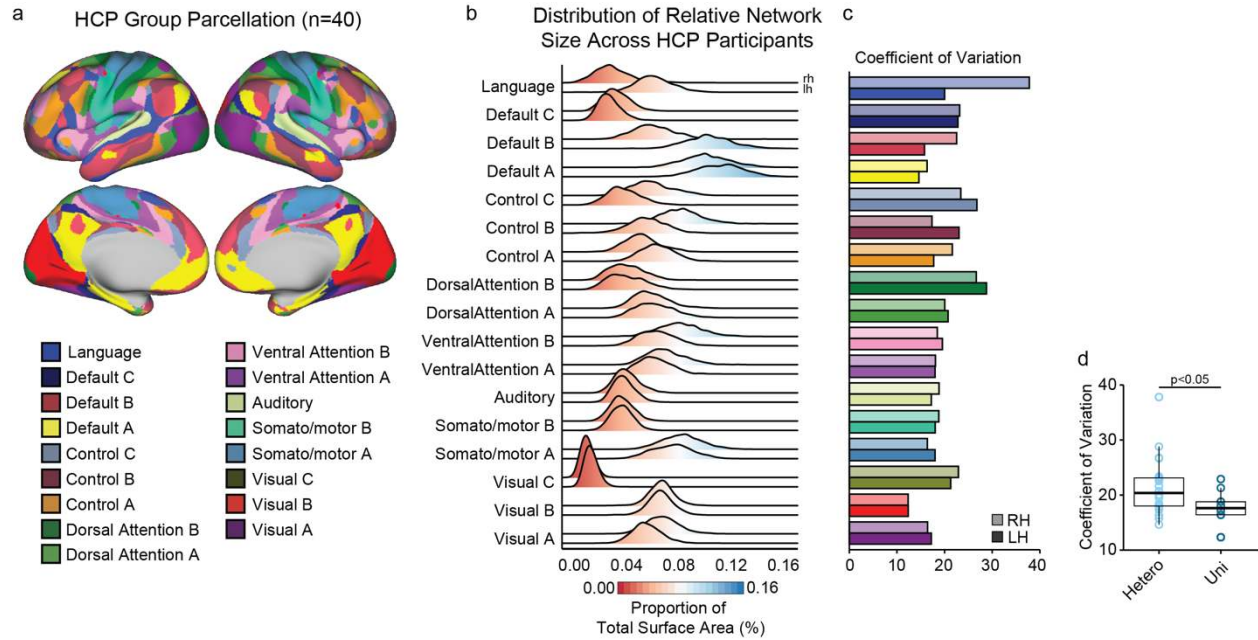 a
HCP Group Parcellation (n=40)
Language
Default C
Default B
Default A
Control C
Control B
Control A
Dorsal Attention B
Dorsal Attention A
Ventral Attention B
Ventral Attention A
Auditory
Somato/motor B
Somato/motor A
Visual C
Visual B
Visual A
b
Distribution of Relative Network
Size Across HCP Participants
rh
lh
Language
Default C
Default B
Default A
Control C
Control B
Control A
DorsalAttention B
DorsalAttention A
VentralAttention B
VentralAttention A
Auditory
Somato/motor B
Somato/motor A
Visual C
Visual B
Visual A
0.00 0.04 0.08 0.12 0.16
0.00 0.16
Proportion of
Total Surface Area (%)
c
Coefficient of Variation
RH
LH
0 10 20 30 40
d
p<0.05
Coefficient of Variation
40
30
20
10
Hetero
Uni